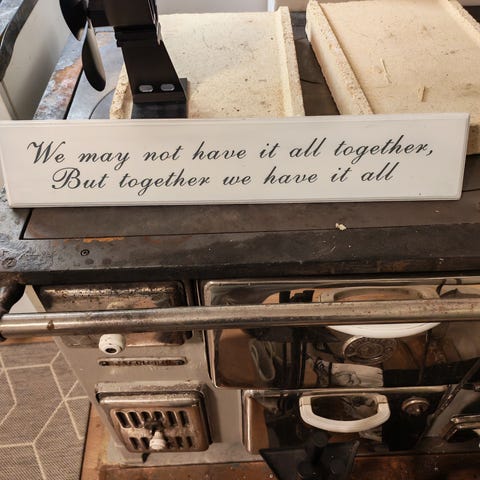 We may not have it all together,
But together we have it all